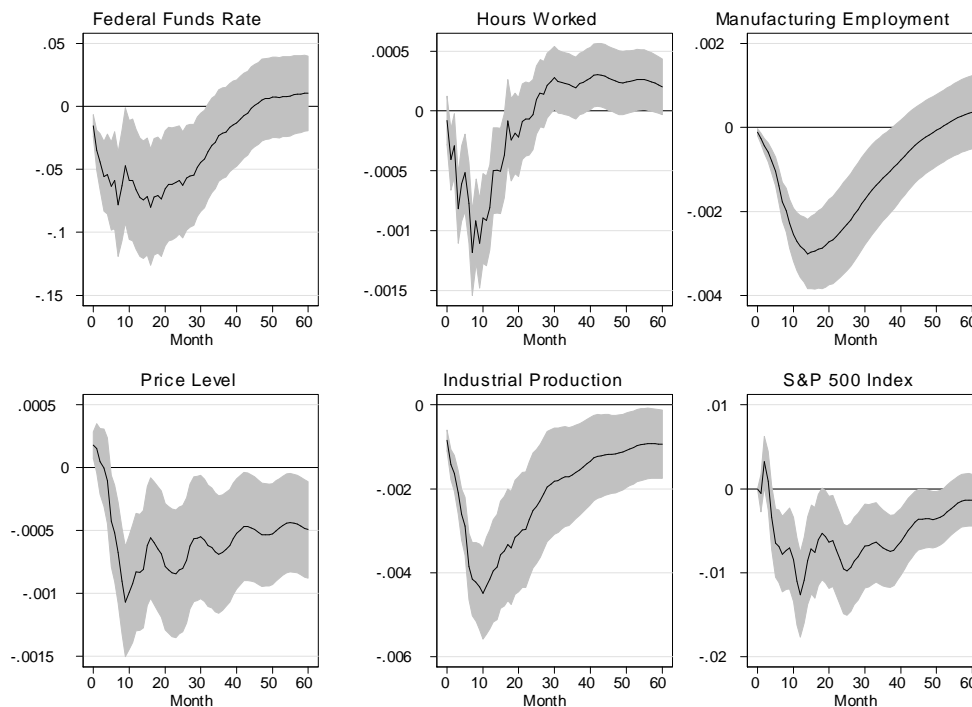 Federal Funds Rate
.05
0
-.05
-.1
-.15
0 10 20 30 40 50 60
Month
Hours Worked
.0005
0
-.0005
-.001
-.0015
0 10 20 30 40 50 60
Month
Manufacturing Employment
.002
0
-.002
-.004
0 10 20 30 40 50 60
Month
Price Level
.0005
0
-.0005
-.001
-.0015
0 10 20 30 40 50 60
Month
Industrial Production
0
-.002
-.004
-.006
0 10 20 30 40 50 60
Month
S&P 500 Index
.01
0
-.01
-.02
0 10 20 30 40 50 60
Month